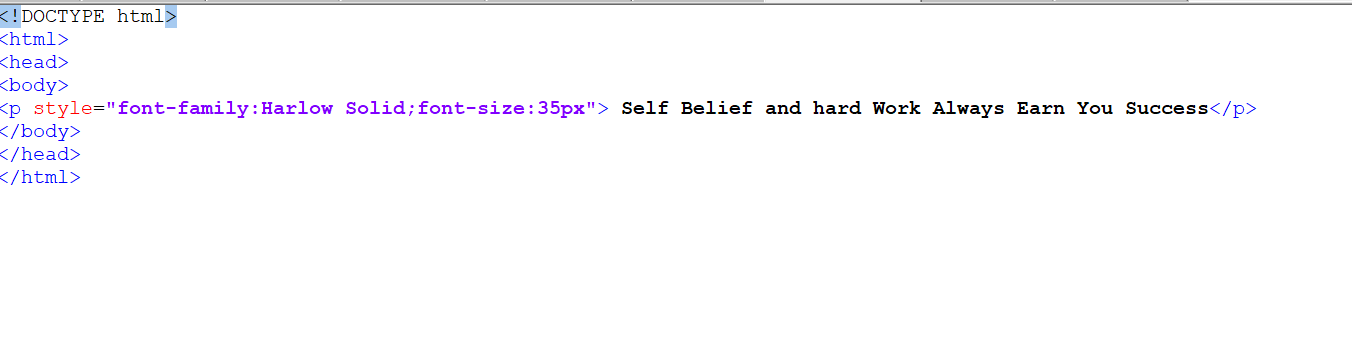 <!DOCTYPE html>
<html>
<head>
<body>
<p style="font-family:Harlow Solid;font-size:35px"> Self Belief and hard Work Always Earn You Success</p>
</body>
</head>
</html>